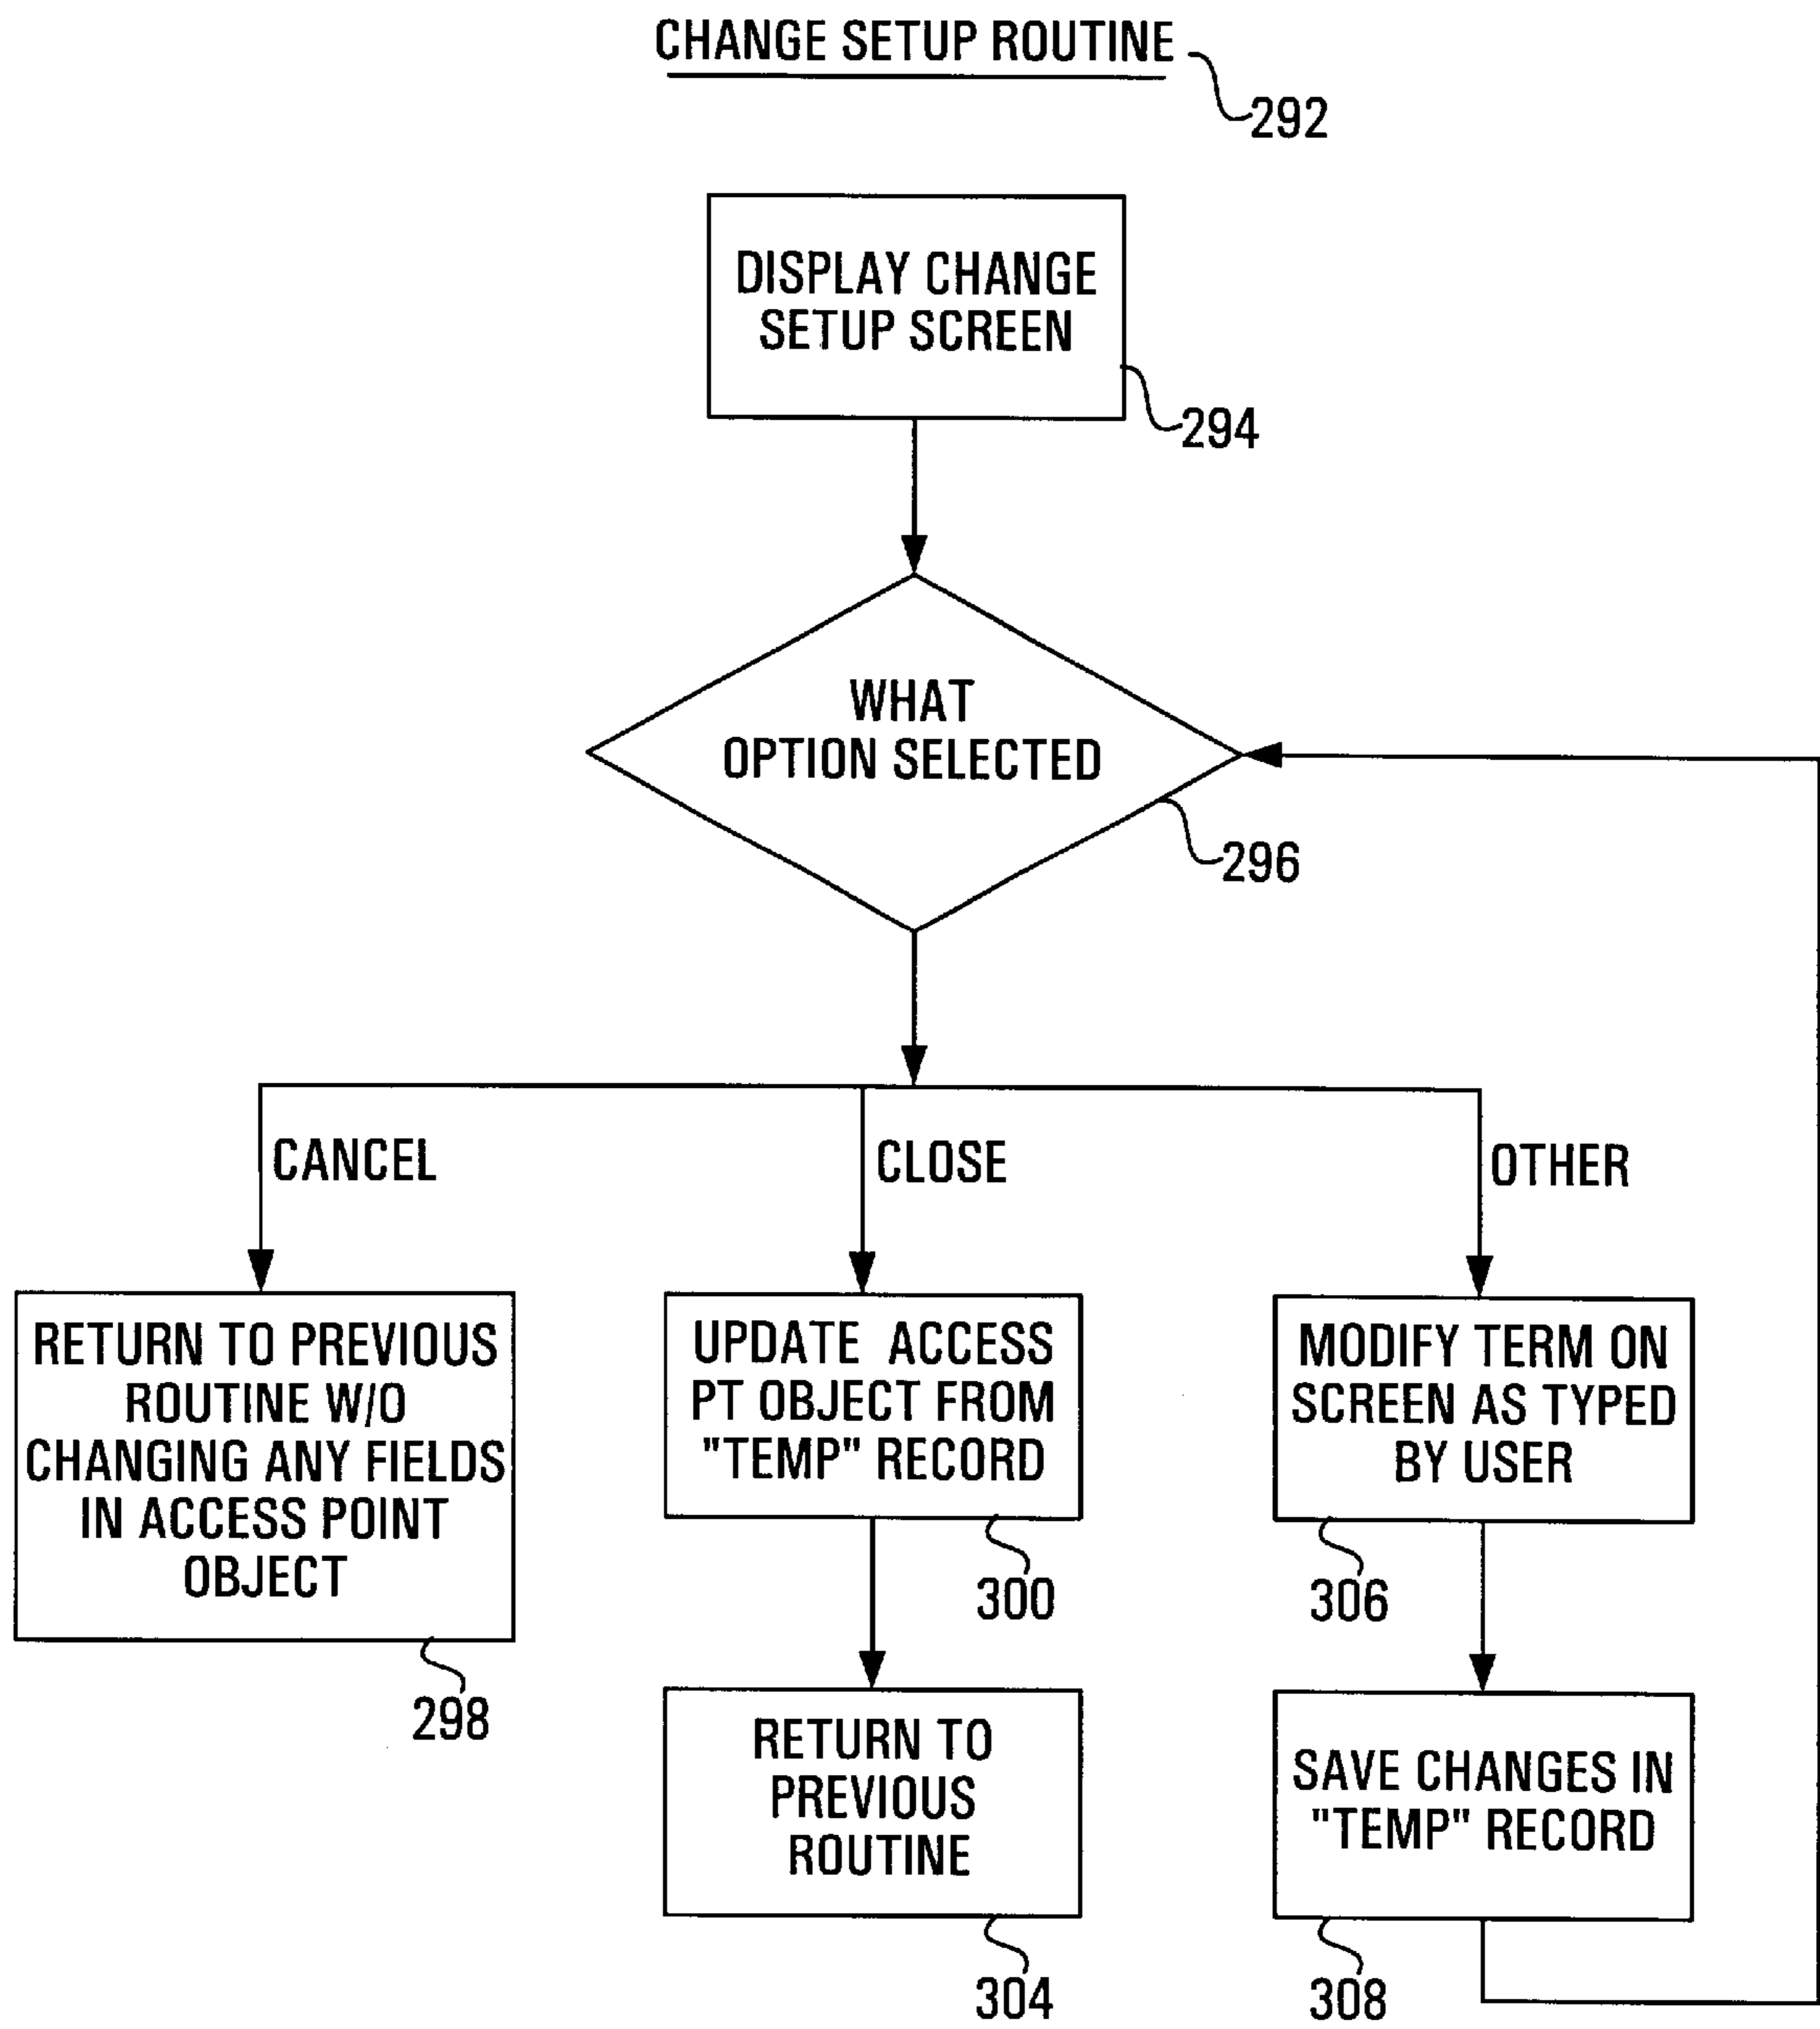 CHANGE SETUP ROUTINE
292
DISPLAY CHANGE
SETUP SCREEN
294
WHAT
OPTION SELECTED
296
CANCEL
CLOSE
OTHER
RETURN TO PREVIOUS
ROUTINE W/O
CHANGING ANY FIELDS
IN ACCESS POINT
OBJECT
298
UPDATE ACCESS
PT OBJECT FROM
"TEMP" RECORD
300
MODIFY TERM ON
SCREEN AS TYPED
BY USER
306
RETURN TO
PREVIOUS
ROUTINE
304
SAVE CHANGES IN
"TEMP" RECORD
308